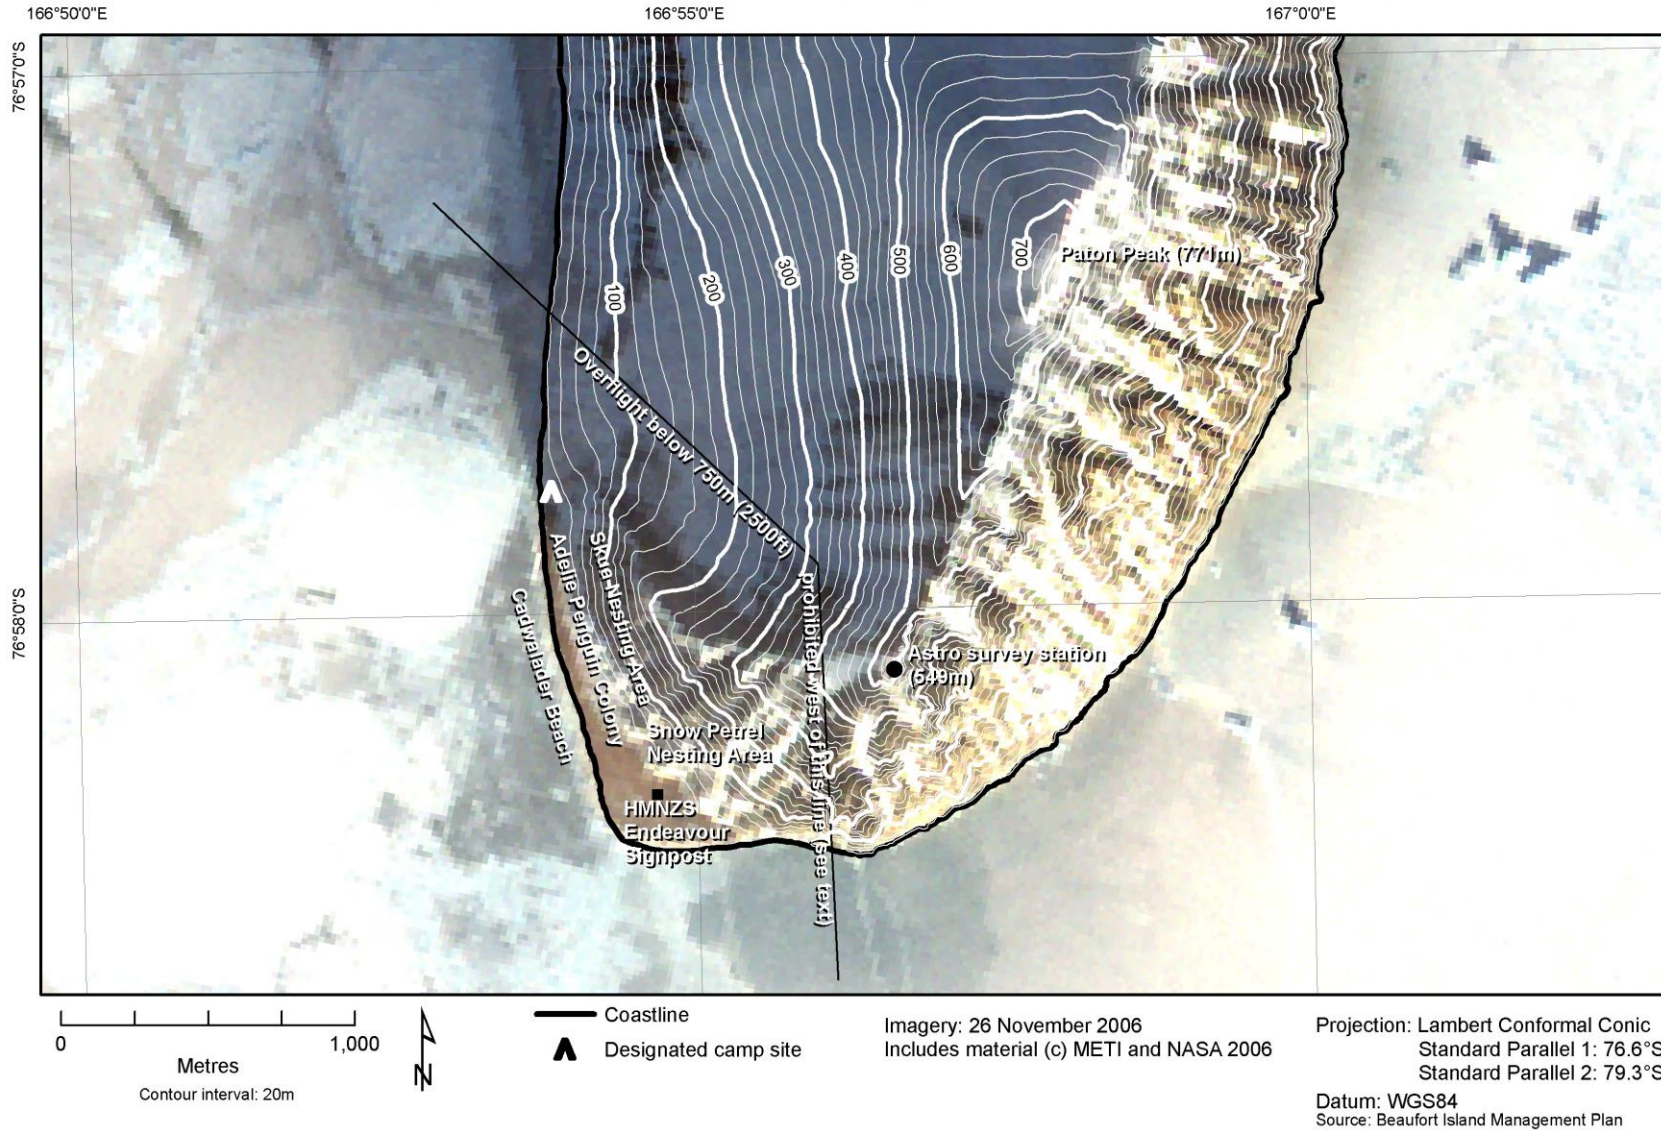 166°50'0"E
166°55'0"E
167°0'0"E
76°57'0"S
76°58'0"S
100
200
300
400
500
600
700
Paton Peak (771m)
Overflight below 750m (2500ft)
prohibited west of this line (see text)
Skua Nesting Area
Adelie Penguin Colony
Cadwalader Beach
Astro survey station
(549m)
Snow Petrel
Nesting Area
HMNZS
Endeavour
Signpost
0
1,000
Metres
Contour interval: 20m
N
Coastline
Designated camp site
Imagery: 26 November 2006
Includes material (c) METI and NASA 2006
Projection: Lambert Conformal Conic
Standard Parallel 1: 76.6°S
Standard Parallel 2: 79.3°S
Datum: WGS84
Source: Beaufort Island Management Plan